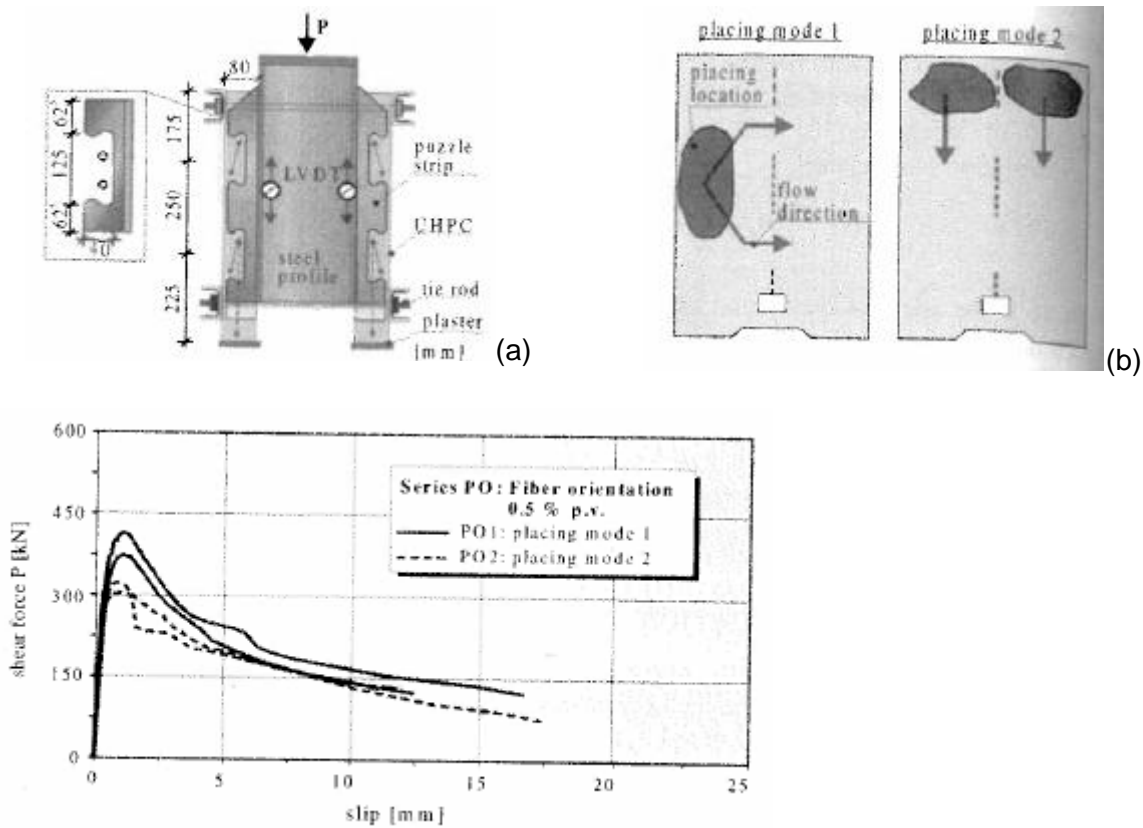 P
80
62
125
62
40
175
250
225
LVDT
puzzle
strip
UHPC
steel
profile
tie rod
plaster
[mm]
(a)
placing mode 1
placing mode 2
placing
location
flow
direction
(b)
600
450
300
150
0
shear force P [kN]
Series PO: Fiber orientation
0.5 % p.v.
PO1: placing mode 1
PO2: placing mode 2
0
5
10
15
20
25
slip [mm]